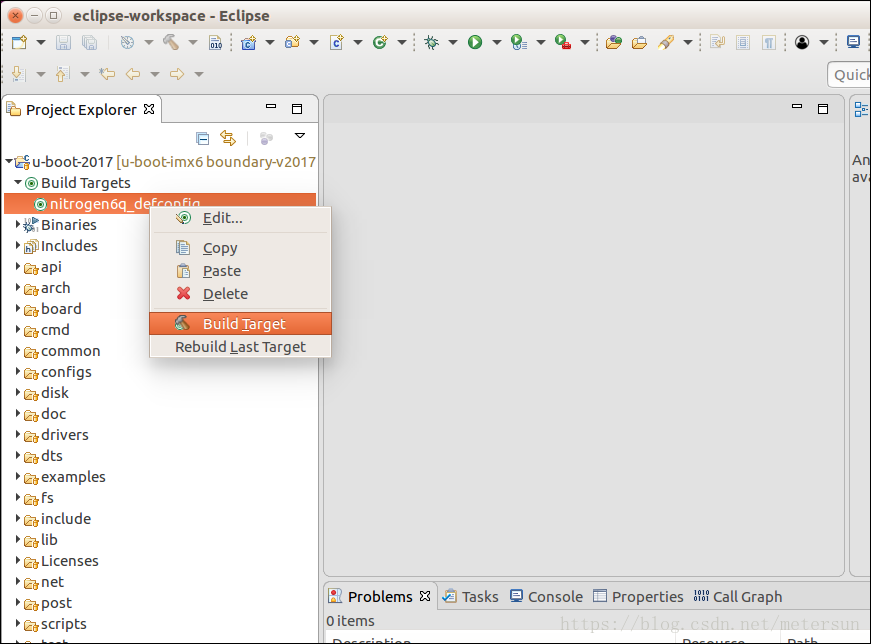 eclipse-workspace - Eclipse
Quick
Project Explorer
u-boot-2017 [u-boot-imx6 boundary-v2017
Build Targets
nitrogen6q_defconfig
Binaries
Includes
api
arch
board
cmd
common
configs
disk
doc
drivers
dts
examples
fs
include
lib
Licenses
net
post
scripts
Edit...
Copy
Paste
Delete
Build Target
Rebuild Last Target
An
ava
Problems
Tasks
Console
Properties
Call Graph
0 items
Description
Resource
Path
https://blog.csdn.net/metersun